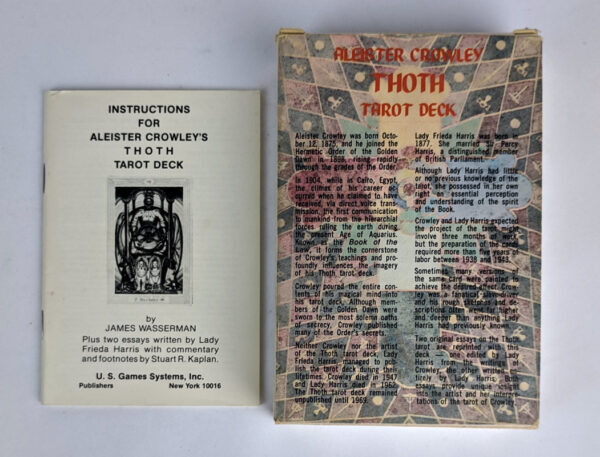 INSTRUCTIONS
FOR
ALEISTER CROWLEY'S
THOTH
TAROT DECK
by
JAMES WASSERMAN
Plus two essays written by Lady
Frieda Harris with commentary
and footnotes by Stuart R. Kaplan.
U. S. Games Systems, Inc.
Publishers New York 10016
ALEISTER CROWLEY
THOTH
TAROT DECK
Aleister Crowley was born Octo-
ber 12, 1875, and he joined the
Hermetic Order of the Golden
Dawn in 1898, rising rapidly
through the grades of the Order.
In 1904, while in Cairo, Egypt,
the climax of his career oc-
curred when he claimed to have
received, via direct voice trans-
mission, the first communication
to mankind from the hierarchial
forces ruling the earth during
the present Age of Aquarius.
Known as the Book of the
Law, it forms the cornerstone
of Crowley's teachings and pro-
foundly influences the imagery
of his Thoth tarot deck.
Crowley poured the entire con-
tents of his magical mind into
his tarot deck. Although mem-
bers of the Golden Dawn were
sworn to the most solemn oaths
of secrecy, Crowley published
many of the Order's secrets.
Neither Crowley nor the artist
of the Thoth tarot deck, Lady
Frieda Harris, managed to pub-
lish the tarot deck during their
lifetimes. Crowley died in 1947
and Lady Harris died in 1962.
The Thoth tarot deck remained
unpublished until 1969.
Lady Frieda Harris was born in
1877. She married Sir Percy
Harris, a distinguished member
of British Parliament.
Although Lady Harris had little
or no previous knowledge of the
tarot, she possessed in her own
right an essential perception
and understanding of the spirit
of the Book.
Crowley and Lady Harris expected
the project of the tarot might
involve three months of work,
but the preparation of the cards
required more than five years of
labor between 1938 and 1943.
Sometimes many versions of
the same card were painted to
achieve the desired effect. Crow-
ley was a fanatical slave-driver
and his rough sketches and de-
scriptions often went far higher
and deeper than anything Lady
Harris had previously known.
Two original essays on the Thoth
tarot are reprinted with this
deck — one, edited by Lady
Harris from the writings of
Crowley, the other written en-
tirely by Lady Harris. Both
essays provide unique insight
into the artist and her interpre-
tations of the tarot of Crowley.